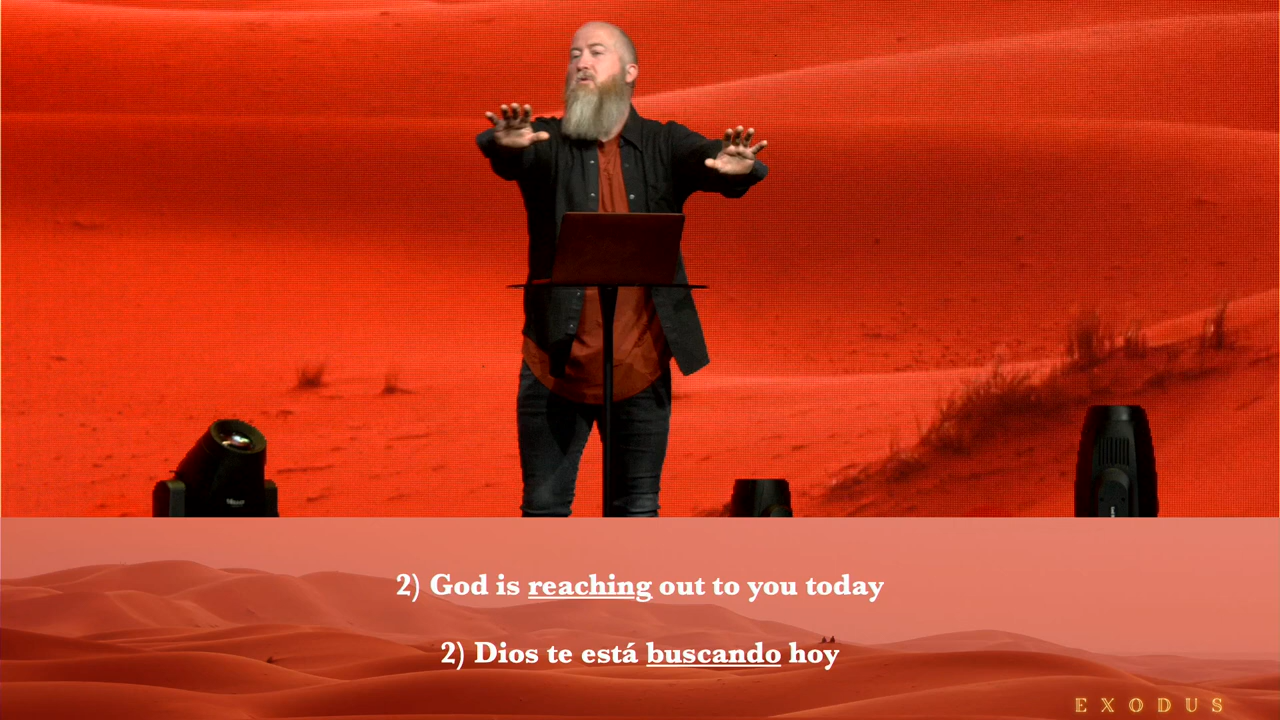 2) God is reaching out to you today
2) Dios te está buscando hoy
EXODUS